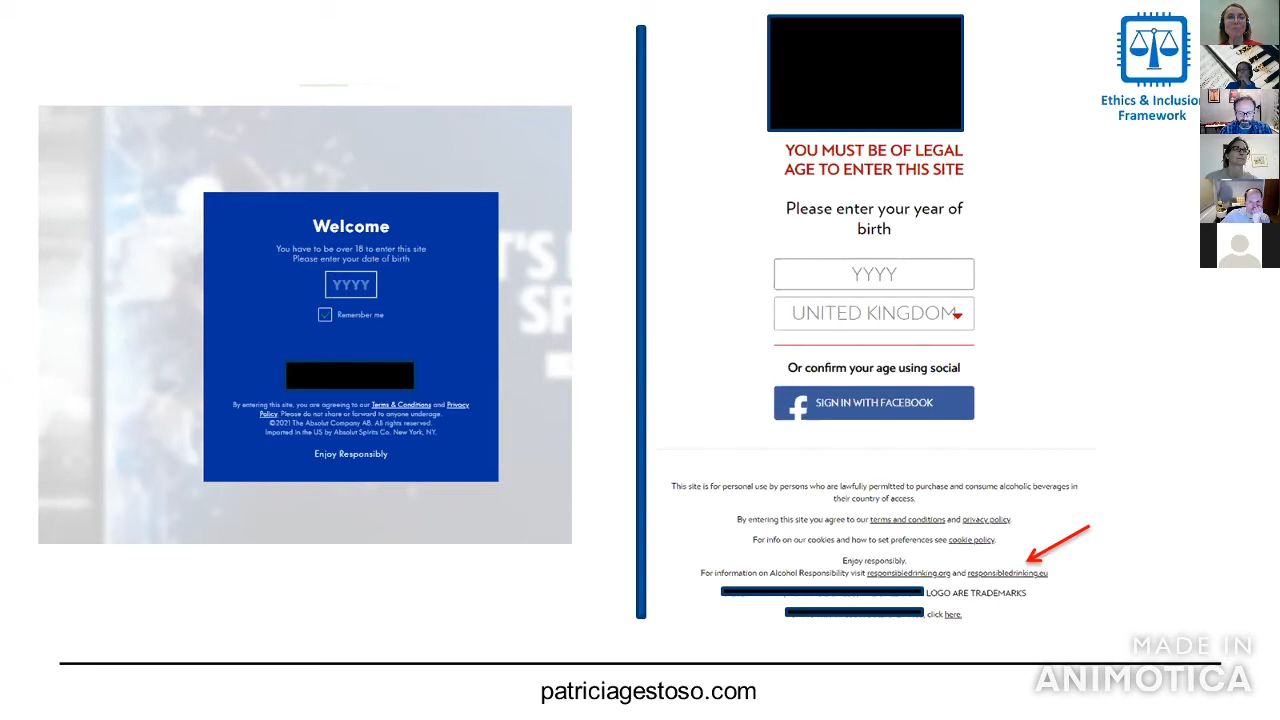 Welcome
You have to be over 18 to enter this site
Please enter your date of birth
YYYY
Remember me
By entering this site, you are agreeing to our Terms & Conditions and Privacy
Policy. Please do not share or forward to anyone underage.
©2021 The Absolut Company AB. All rights reserved.
Imported in the US by Absolut Spirits Co. New York, NY.
Enjoy Responsibly
YOU MUST BE OF LEGAL
AGE TO ENTER THIS SITE
Please enter your year of
birth
YYYY
UNITED KINGDOM
Or confirm your age using social
f SIGN IN WITH FACEBOOK
This site is for personal use by persons who are lawfully permitted to purchase and consume alcoholic beverages in
their country of access.
By entering this site you agree to our terms and conditions and privacy policy.
For info on our cookies and how to set preferences see cookie policy.
Enjoy responsibly.
For information on Alcohol Responsibility visit responsibledrinking.org and responsibledrinking.eu
LOGO ARE TRADEMARKS
click here.
Ethics & Inclusion
Framework
patriciagestoso.com
MADE IN
ANIMOTICA